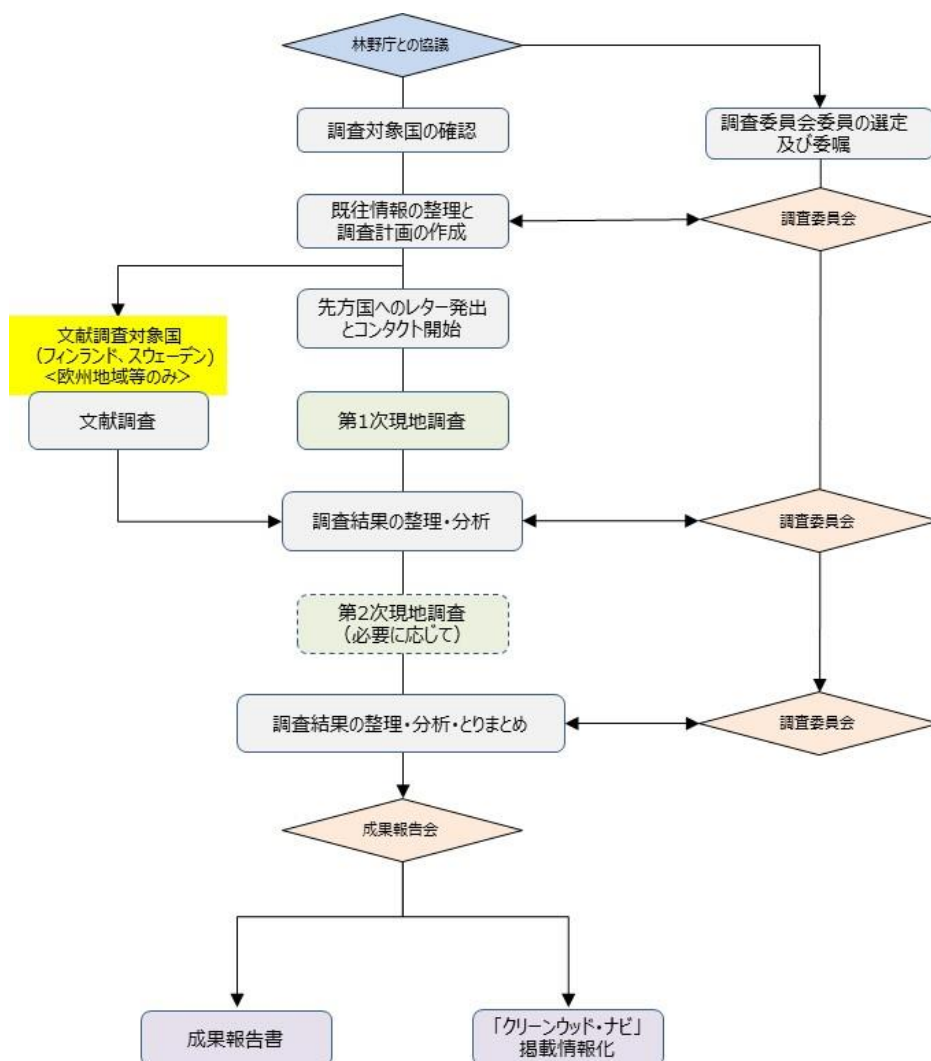 林野庁との協議
調査対象国の確認
調査委員会委員の選定
及び委嘱
既往情報の整理と
調査計画の作成
調査委員会
先方国へのレター発出
とコンタクト開始
文献調査対象国
(フィンランド、スウェーデン)
<欧州地域等のみ>
文献調査
第1次現地調査
調査結果の整理・分析
調査委員会
第2次現地調査
(必要に応じて)
調査結果の整理・分析・とりまとめ
調査委員会
成果報告会
成果報告書
「クリーンウッド・ナビ」
掲載情報化